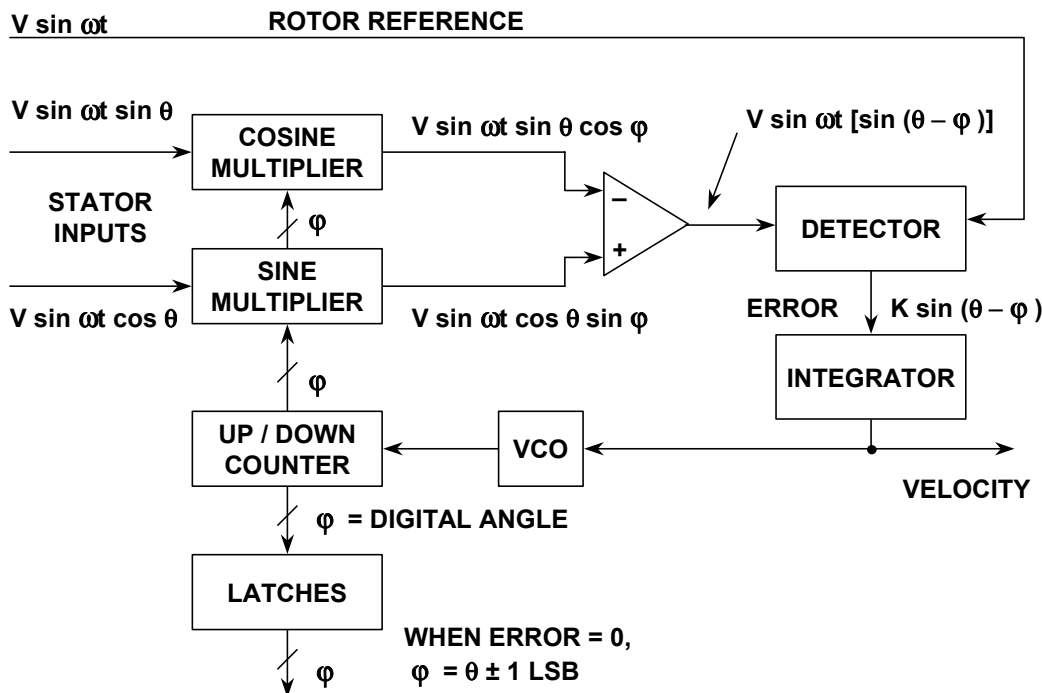 V sin ωt
ROTOR REFERENCE
V sin ωt sin θ
COSINE
MULTIPLIER
V sin ωt sin θ cos φ
V sin ωt [sin (θ – φ )]
STATOR
INPUTS
φ
–
+
DETECTOR
SINE
MULTIPLIER
V sin ωt cos θ
V sin ωt cos θ sin φ
ERROR
K sin (θ – φ )
φ
INTEGRATOR
UP / DOWN
COUNTER
VCO
VELOCITY
φ = DIGITAL ANGLE
LATCHES
WHEN ERROR = 0,
φ = θ ± 1 LSB
φ